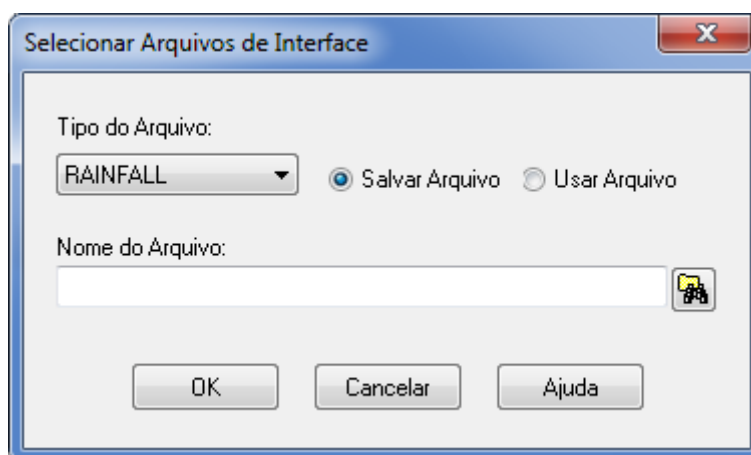 Selecionar Arquivos de Interface
Tipo do Arquivo:
RAINFALL Salvar Arquivo Usar Arquivo
Nome do Arquivo:
OK Cancelar Ajuda